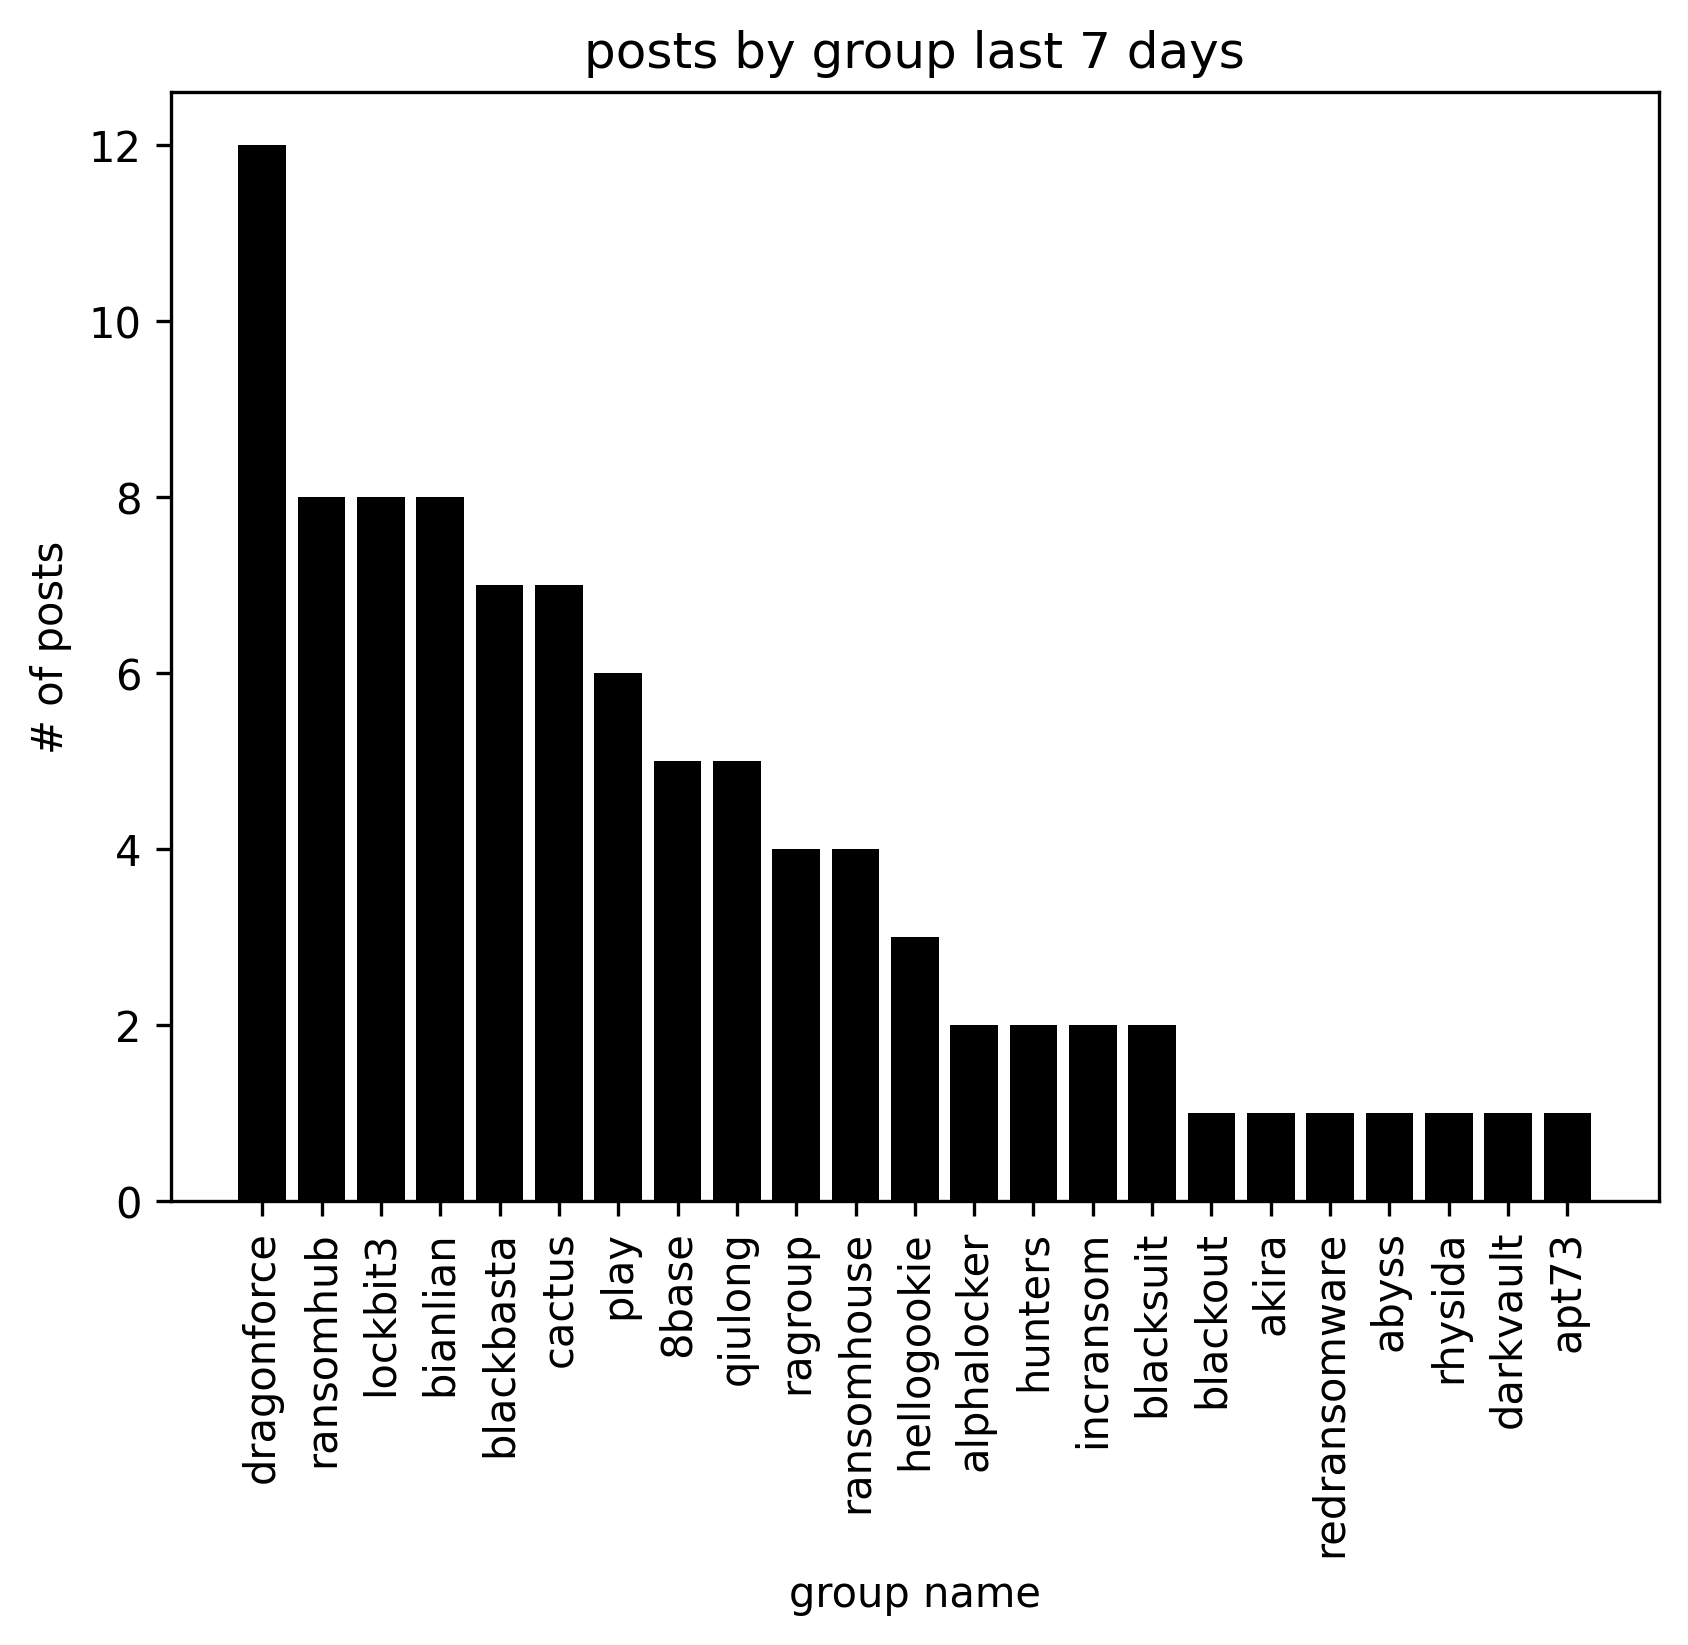 posts by group last 7 days
12
10
8
6
4
2
0
# of posts
dragonforce
ransomhub
lockbit3
bianlian
blackbasta
cactus
play
8base
qiulong
ragroup
ransomhouse
hellogookie
alphalocker
hunters
incransom
blacksuit
blackout
akira
redransomware
abyss
rhysida
darkvault
apt73
group name